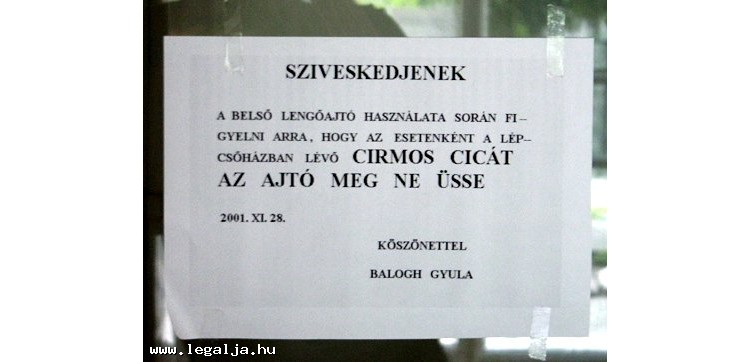 SZIVESKEDJENEK
A BELSŐ LENGŐAJTÓ HASZNÁLATA SORÁN FI–
GYELNI ARRA, HOGY AZ ESETENKÉNT A LÉP–
CSŐHÁZBAN LÉVŐ CIRMOS CICÁT
AZ AJTÓ MEG NE ÜSSE
2001. XI. 28.
KÖSZÖNETTEL
BALOGH GYULA
www.legalja.hu